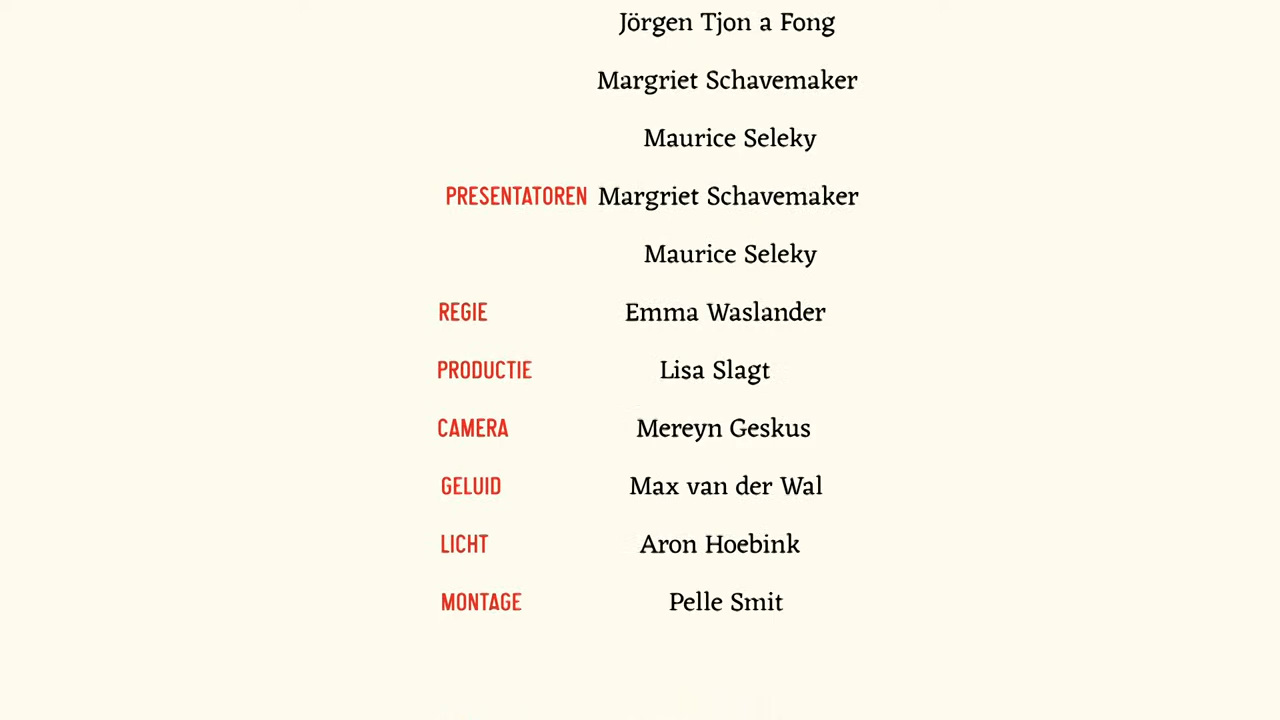 Jörgen Tjon a Fong
Margriet Schavemaker
Maurice Seleky
PRESENTATOREN Margriet Schavemaker
Maurice Seleky
REGIE Emma Waslander
PRODUCTIE Lisa Slagt
CAMERA Mereyn Geskus
GELUID Max van der Wal
LICHT Aron Hoebink
MONTAGE Pelle Smit